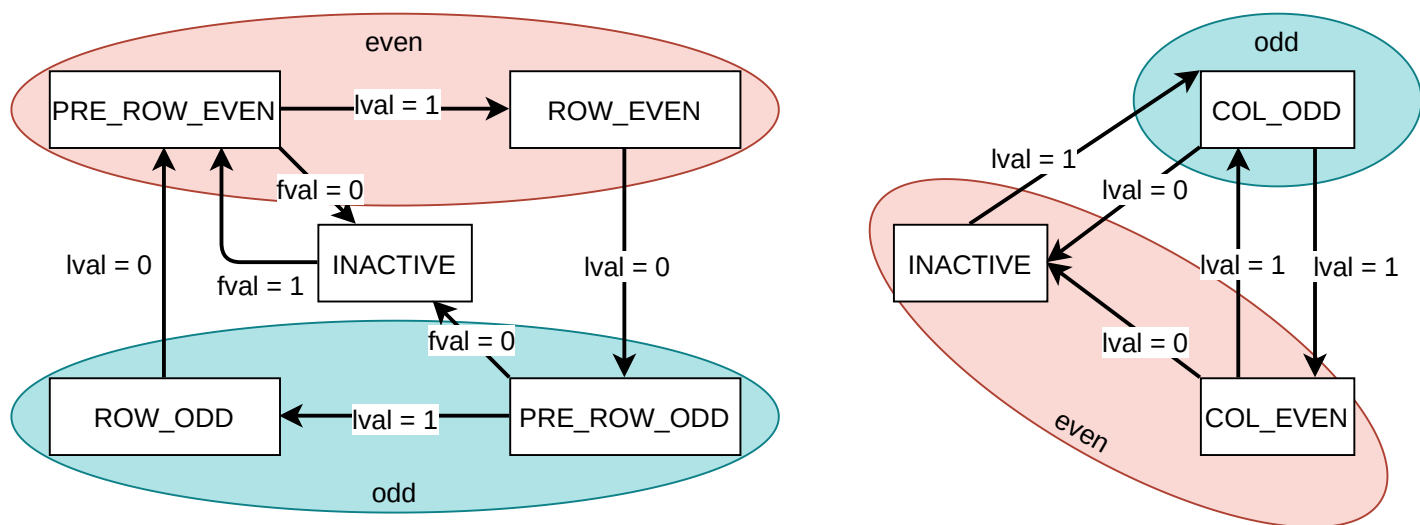 even
PRE_ROW_EVEN
lval = 1
ROW_EVEN
fval = 0
lval = 0
INACTIVE
fval = 1
lval = 0
fval = 0
ROW_ODD
lval = 1
PRE_ROW_ODD
odd
odd
COL_ODD
lval = 1
lval = 0
INACTIVE
lval = 1
lval = 1
lval = 0
COL_EVEN
even